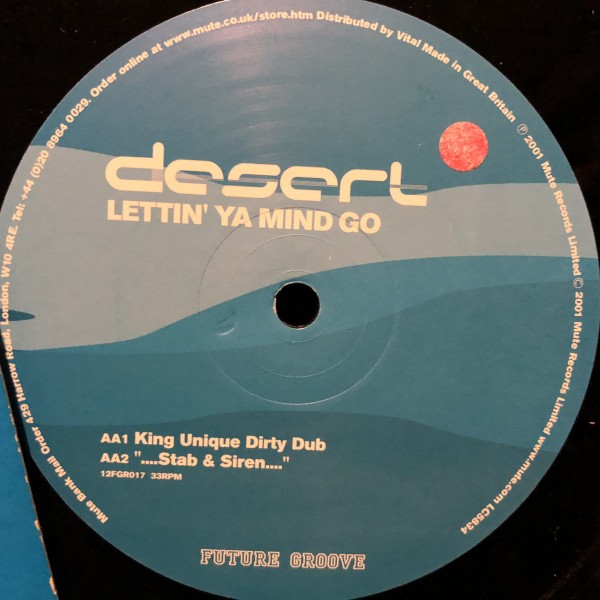 desert
LETTIN' YA MIND GO
AA1 King Unique Dirty Dub
AA2 "....Stab & Siren...."
12FGR017 33RPM
FUTURE GROOVE
Mute Bank Mail Order 429 Harrow Road, London, W10 4RE. Tel: +44 (0)20 8964 0029. Order online at www.mute.co.uk/store.htm Distributed by Vital Made in Great Britain ℗ 2001 Mute Records Limited © 2001 Mute Records Limited www.mute.com LC5834